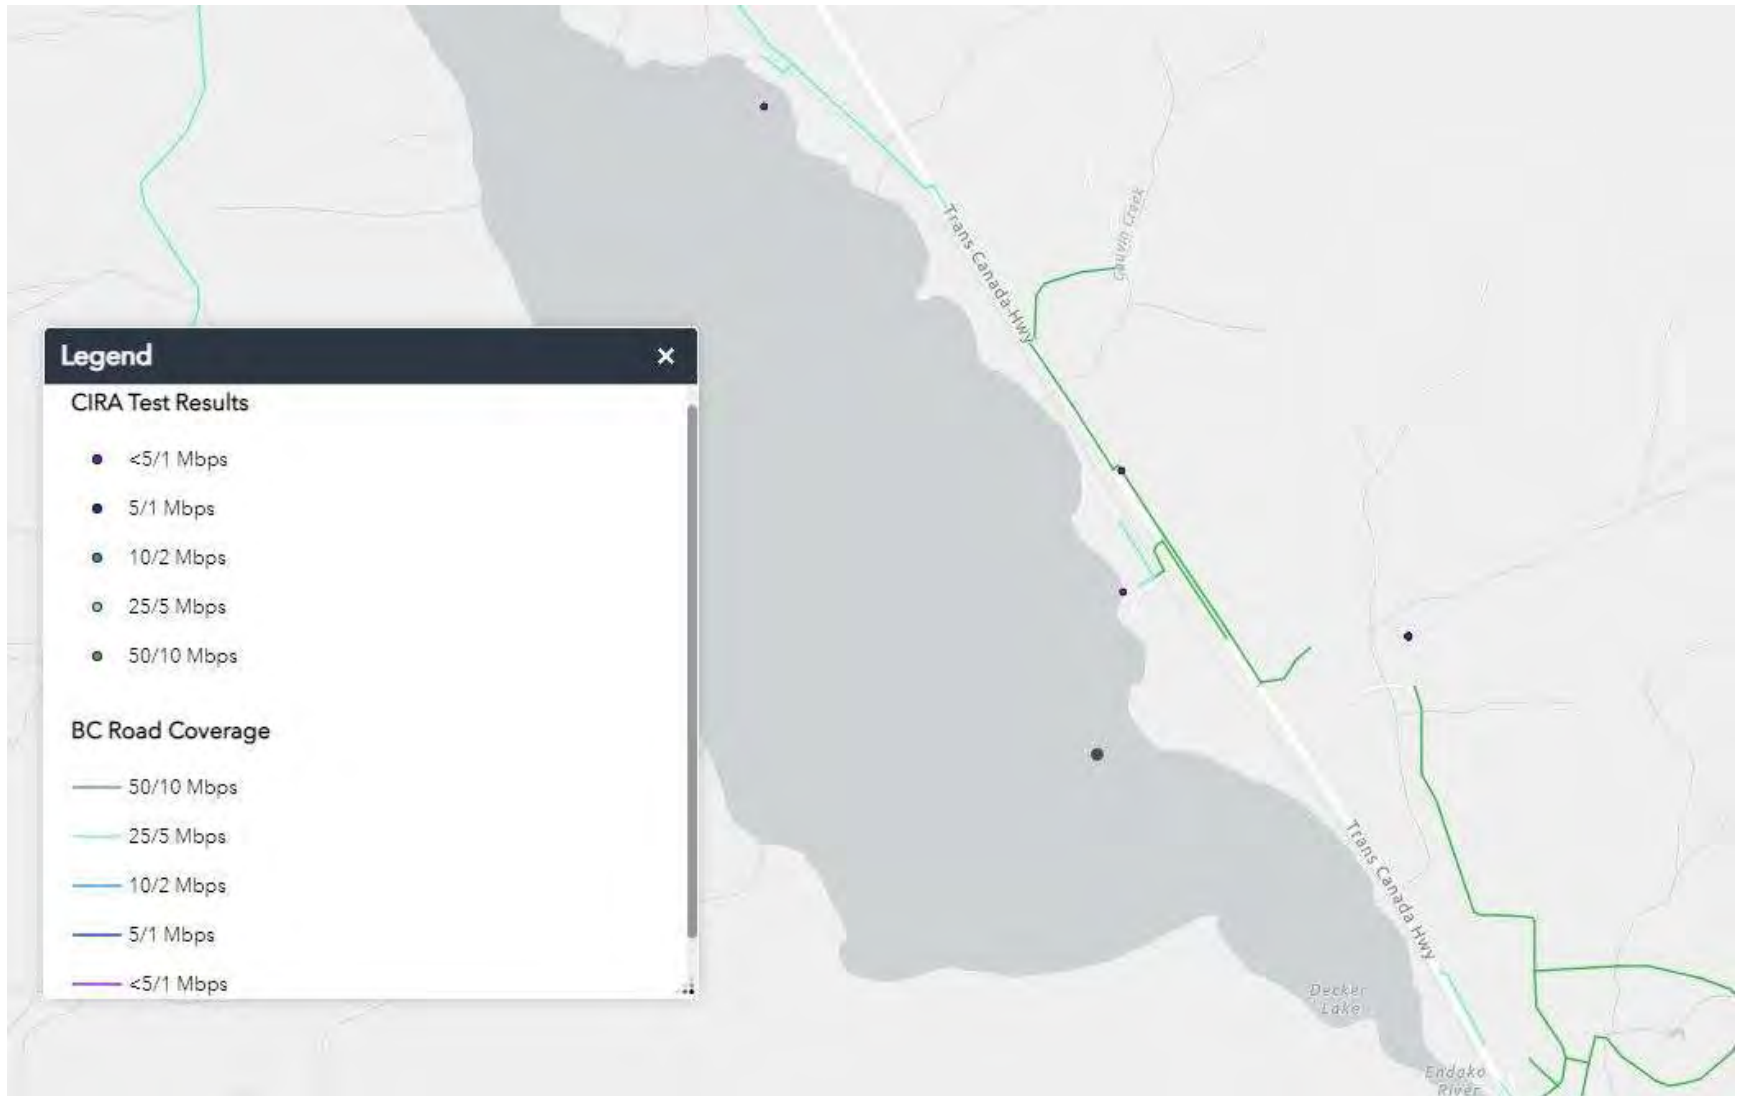 Legend
CIRA Test Results
<5/1 Mbps
5/1 Mbps
10/2 Mbps
25/5 Mbps
50/10 Mbps
BC Road Coverage
50/10 Mbps
25/5 Mbps
10/2 Mbps
5/1 Mbps
<5/1 Mbps
Trans Canada Hwy
Gauvin Creek
Trans Canada Hwy
Decker
Lake
Endako
River